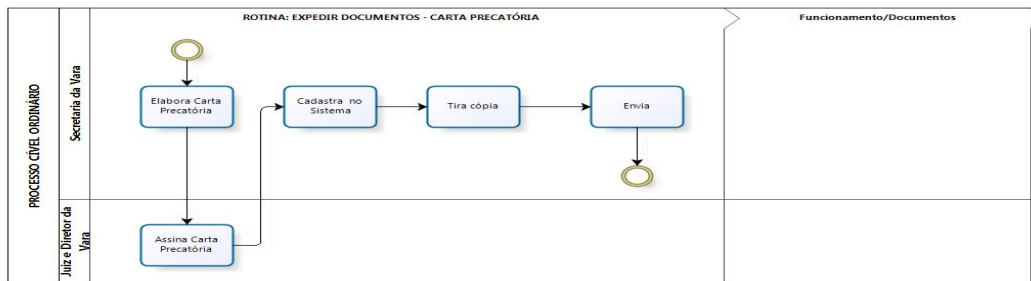 ROTINA: EXPEDIR DOCUMENTOS - CARTA PRECATÓRIA
Funcionamento/Documentos
PROCESSO CÍVEL ORDINÁRIO
Secretaria da Vara
Elabora Carta
Precatória
Cadastra no
Sistema
Tira cópia
Envia
Juiz e Diretor da
Vara
Assina Carta
Precatória